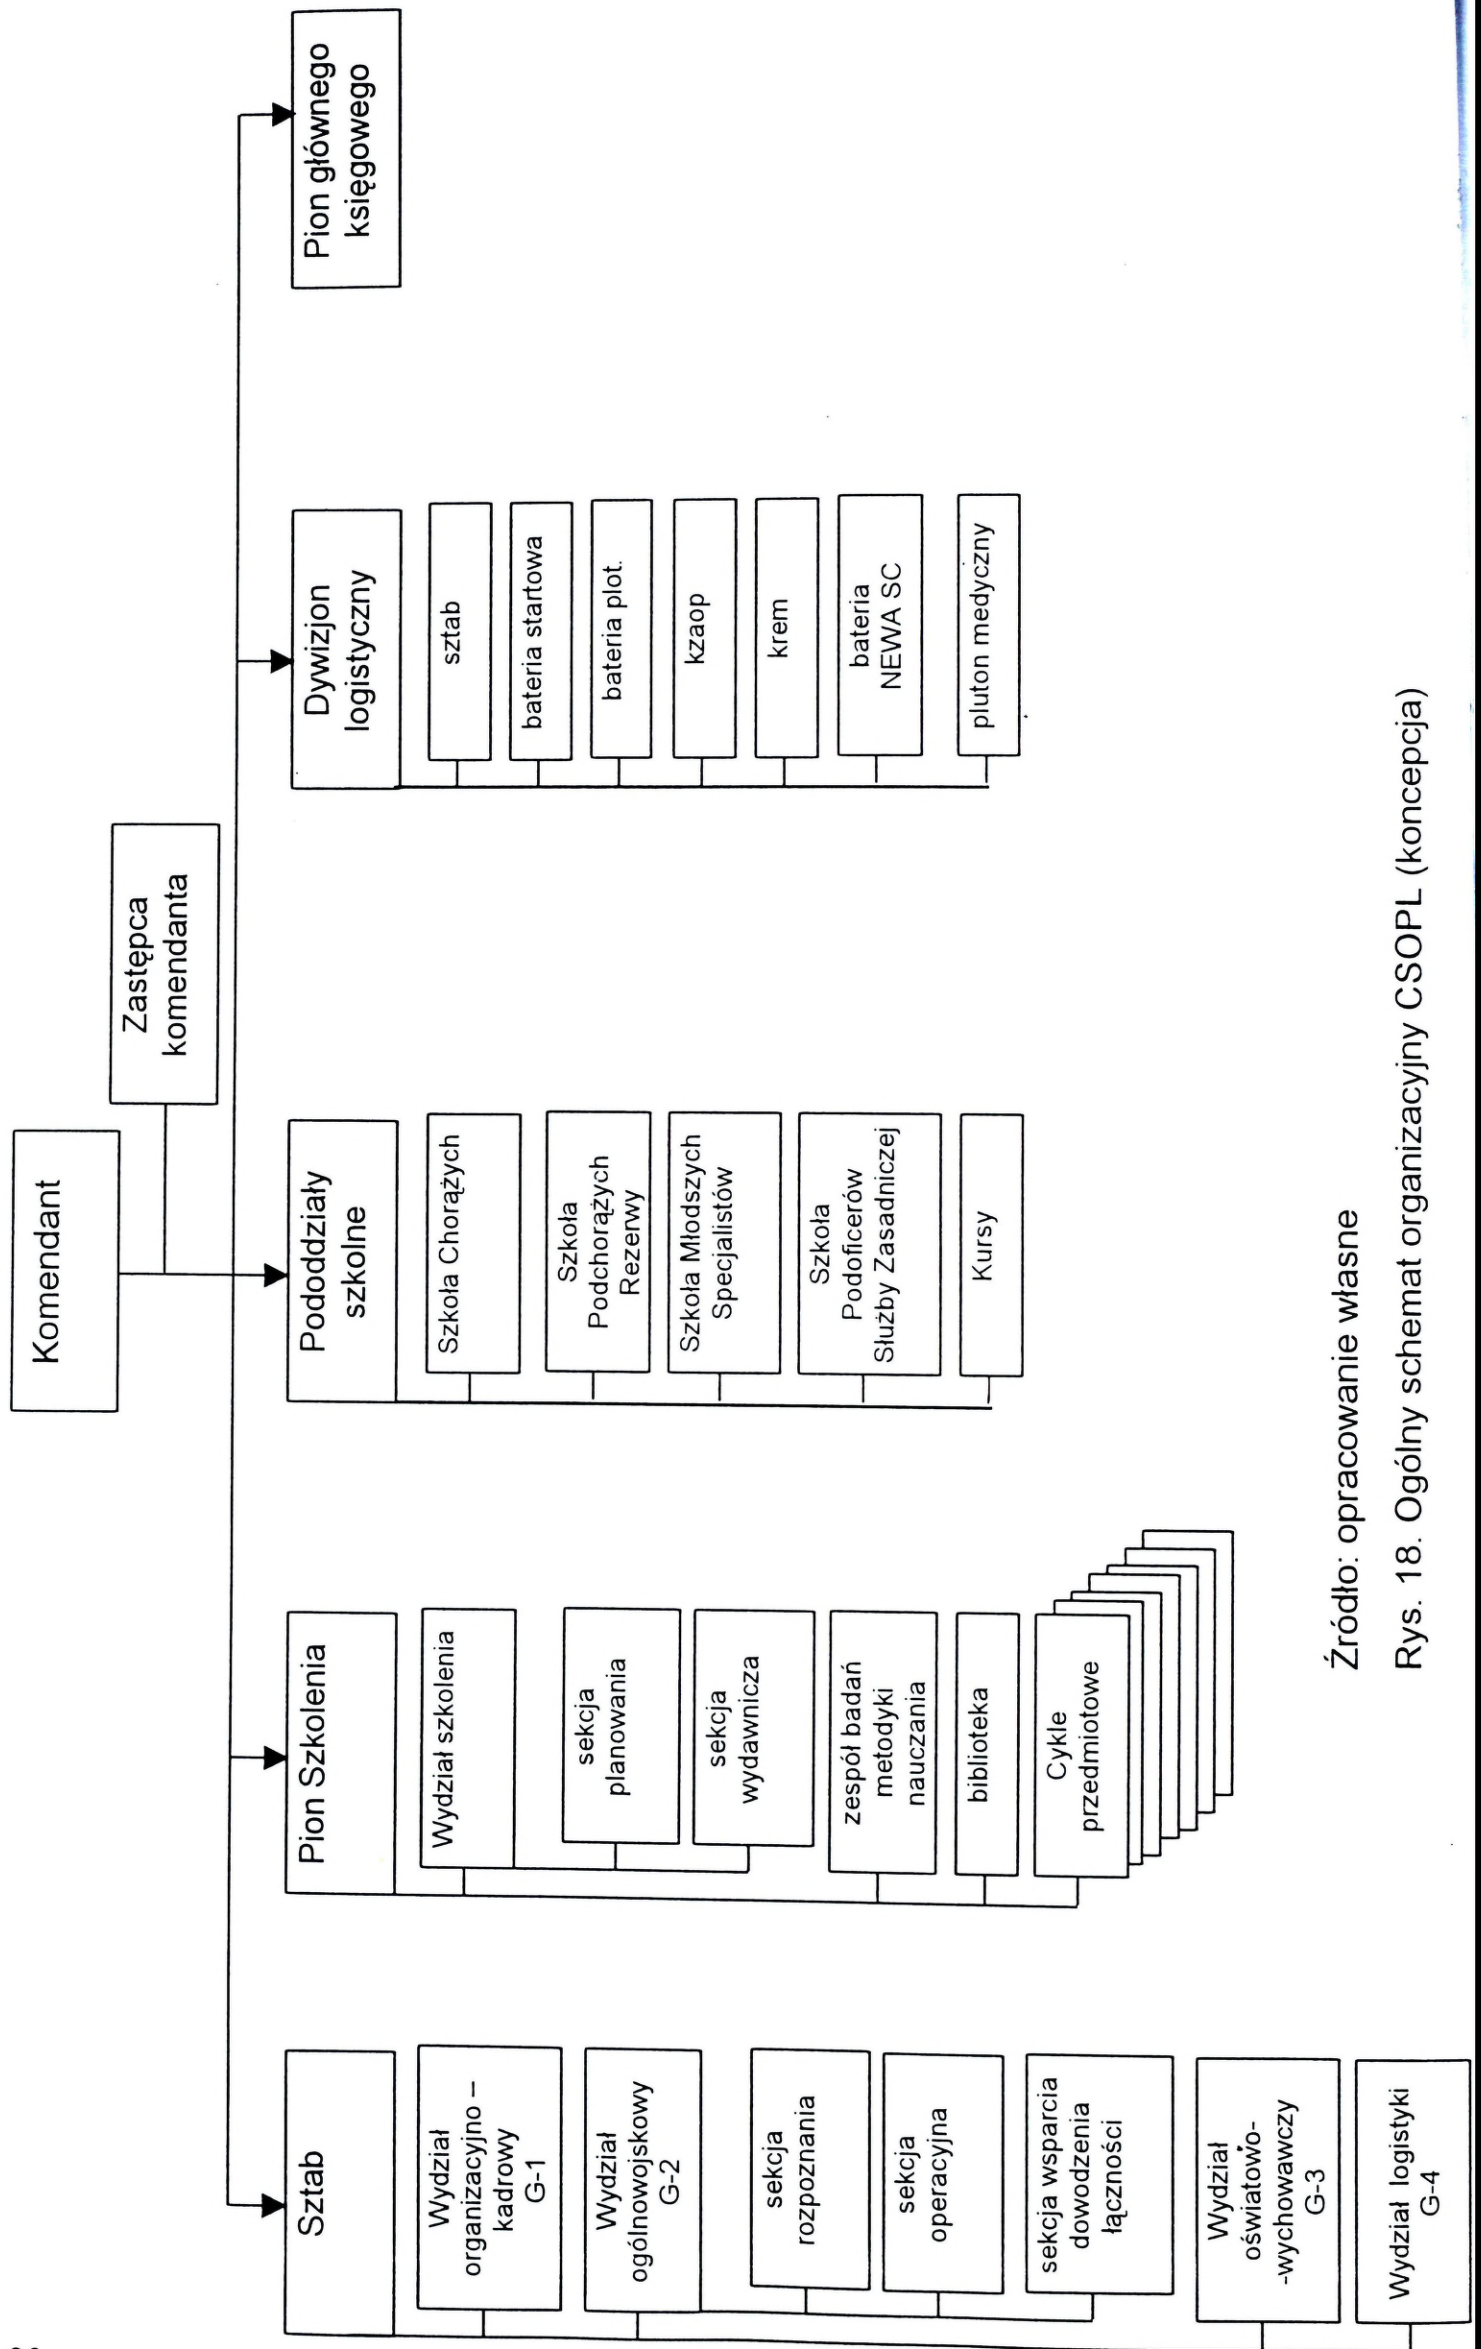 Komendant
Zastępca
komendanta
Sztab
Wydział
organizacyjno –
kadrowy
G-1
Wydział
ogólnowojskowy
G-2
sekcja
rozpoznania
sekcja
operacyjna
sekcja wsparcia
dowodzenia
łączności
Wydział
oświatowo-
-wychowawczy
G-3
Wydział logistyki
G-4
Pion Szkolenia
Wydział szkolenia
sekcja
planowania
sekcja
wydawnicza
zespół badań
metodyki
nauczania
biblioteka
Cykle
przedmiotowe
Pododdziały
szkolne
Szkoła Chorążych
Szkoła
Podchorążych
Rezerwy
Szkoła Młodszych
Specjalistów
Szkoła
Podoficerów
Służby Zasadniczej
Kursy
Dywizjon
logistyczny
sztab
bateria startowa
bateria plot.
kzaop
krem
bateria
NEWA SC
pluton medyczny
Pion głównego
księgowego
Źródło: opracowanie własne
Rys. 18. Ogólny schemat organizacyjny CSOPL (koncepcja)